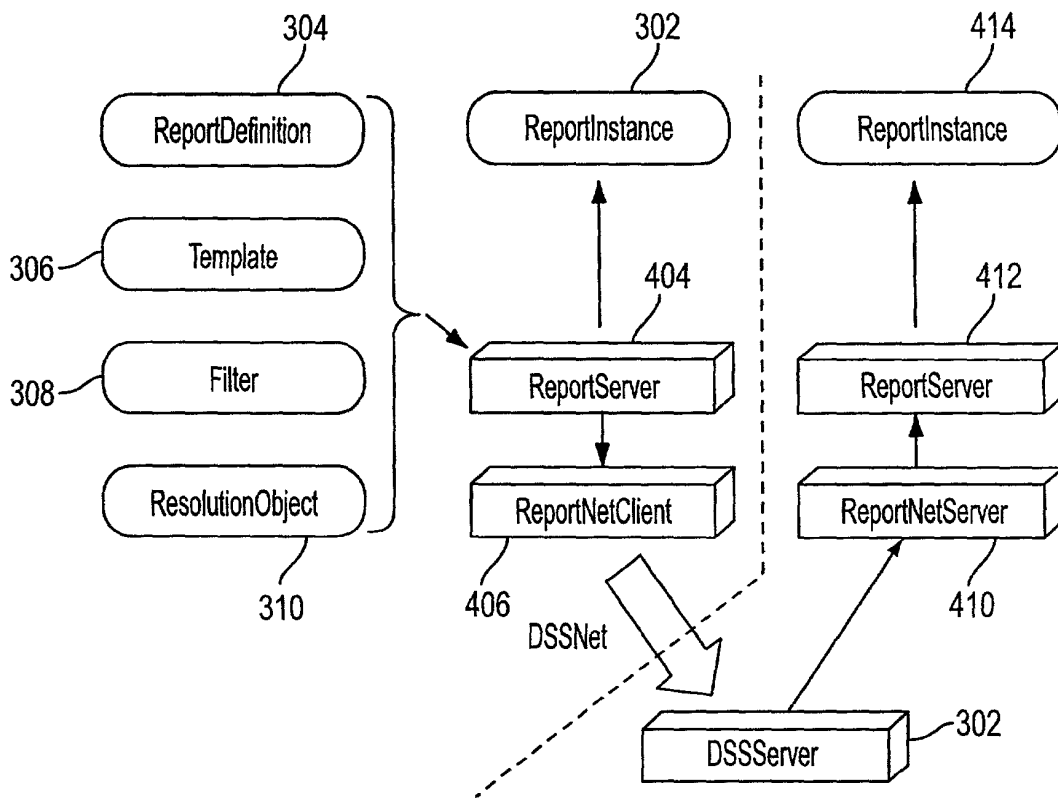 304
302
414
ReportDefinition
ReportInstance
ReportInstance
306
Template
404
412
308
Filter
ReportServer
ReportServer
ResolutionObject
ReportNetClient
ReportNetServer
310
406
410
DSSNet
302
DSSServer